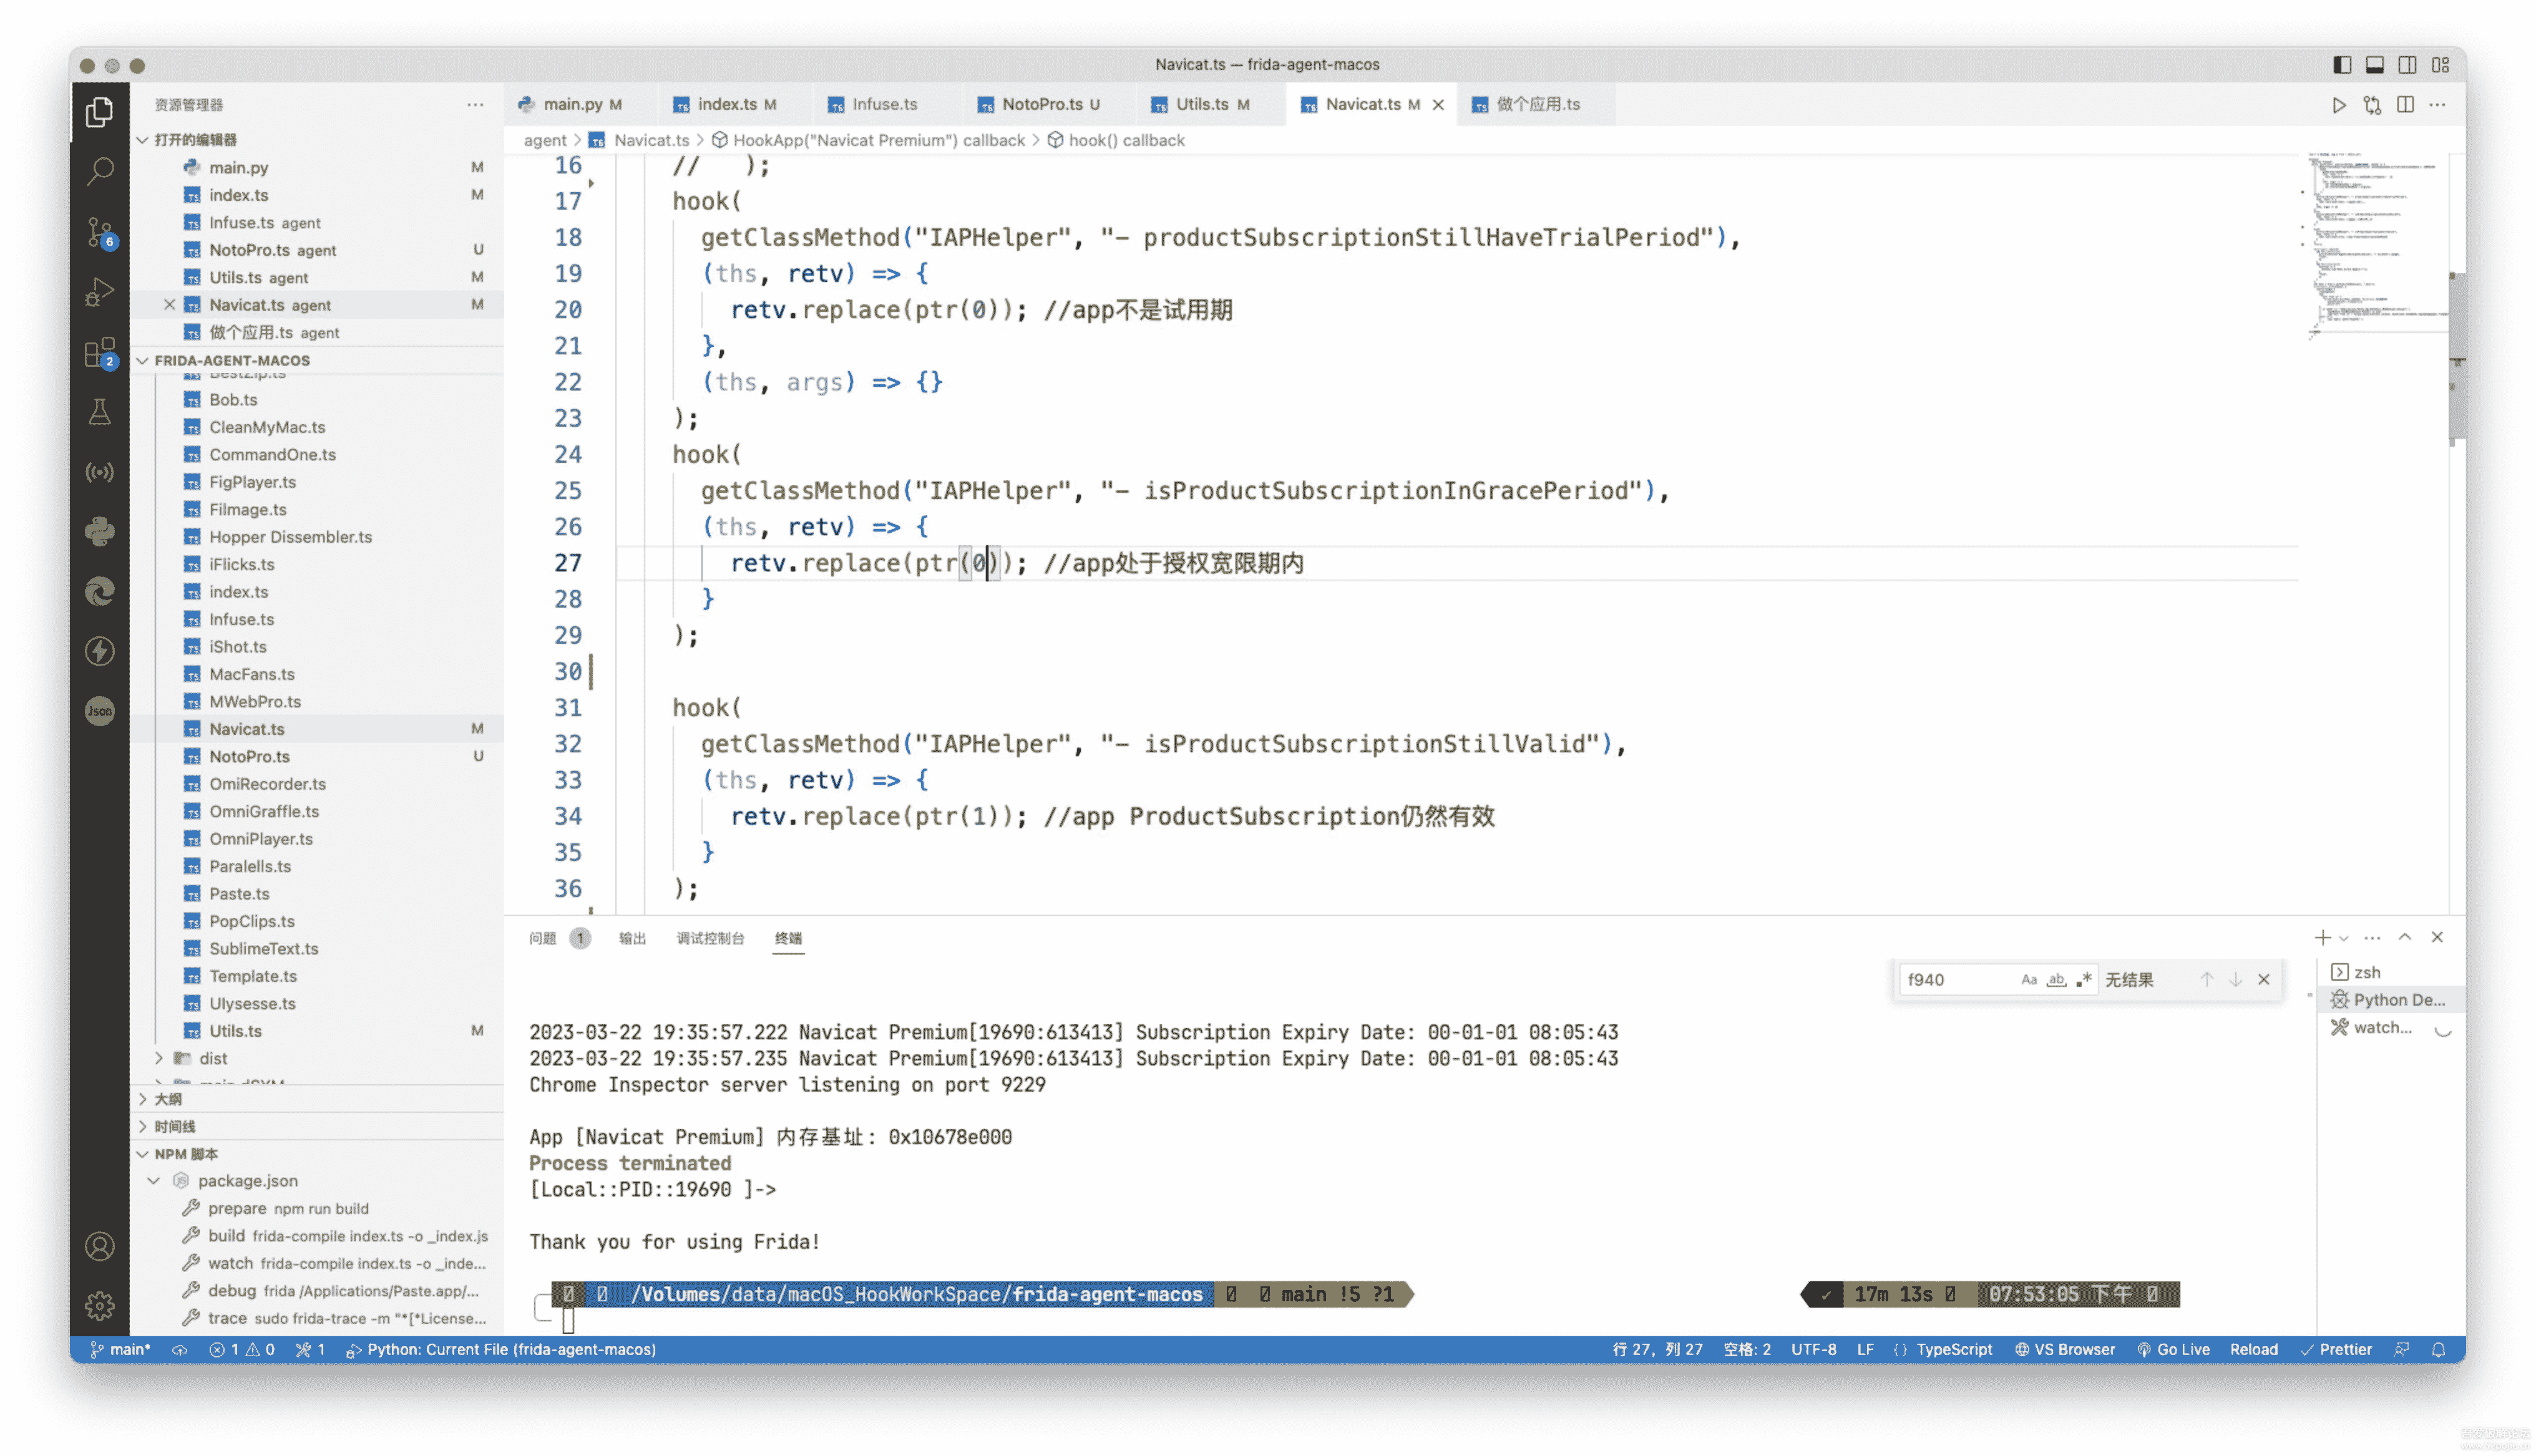 Navicat.ts — frida-agent-macos
资源管理器
打开的编辑器
main.py M
index.ts M
Infuse.ts agent
NotoPro.ts agent U
Utils.ts agent M
Navicat.ts agent M
做个应用.ts agent
FRIDA-AGENT-MACOS
BestZip.ts
Bob.ts
CleanMyMac.ts
CommandOne.ts
FigPlayer.ts
Filmage.ts
Hopper Dissembler.ts
iFlicks.ts
index.ts
Infuse.ts
iShot.ts
MacFans.ts
MWebPro.ts
Navicat.ts M
NotoPro.ts U
OmiRecorder.ts
OmniGraffle.ts
OmniPlayer.ts
Paralells.ts
Paste.ts
PopClips.ts
SublimeText.ts
Template.ts
Ulysesse.ts
Utils.ts M
dist
main.dSYM
大纲
时间线
NPM 脚本
package.json
prepare npm run build
build frida-compile index.ts -o _index.js
watch frida-compile index.ts -o _inde...
debug frida /Applications/Paste.app/...
trace sudo frida-trace -m "*[*License...
6
2
Json
main.py M index.ts M Infuse.ts NotoPro.ts U Utils.ts M Navicat.ts M 做个应用.ts
agent > Navicat.ts > HookApp("Navicat Premium") callback > hook() callback
16 // );
17 hook(
18 getClassMethod("IAPHelper", "- productSubscriptionStillHaveTrialPeriod"),
19 (ths, retv) => {
20 retv.replace(ptr(0)); //app不是试用期
21 },
22 (ths, args) => {}
23 );
24 hook(
25 getClassMethod("IAPHelper", "- isProductSubscriptionInGracePeriod"),
26 (ths, retv) => {
27 retv.replace(ptr(0)); //app处于授权宽限期内
28 }
29 );
30
31 hook(
32 getClassMethod("IAPHelper", "- isProductSubscriptionStillValid"),
33 (ths, retv) => {
34 retv.replace(ptr(1)); //app ProductSubscription仍然有效
35 }
36 );
问题 1 输出 调试控制台 终端
f940 Aa ab .* 无结果
zsh
Python De...
watch...
2023-03-22 19:35:57.222 Navicat Premium[19690:613413] Subscription Expiry Date: 00-01-01 08:05:43
2023-03-22 19:35:57.235 Navicat Premium[19690:613413] Subscription Expiry Date: 00-01-01 08:05:43
Chrome Inspector server listening on port 9229
App [Navicat Premium] 内存基址: 0x10678e000
Process terminated
[Local::PID::19690 ]->
Thank you for using Frida!
/Volumes/data/macOS_HookWorkSpace/frida-agent-macos main !5 ?1 ✓ 17m 13s 07:53:05 下午
main* 1 0 1 Python: Current File (frida-agent-macos) 行 27，列 27 空格: 2 UTF-8 LF {} TypeScript VS Browser Go Live Reload Prettier